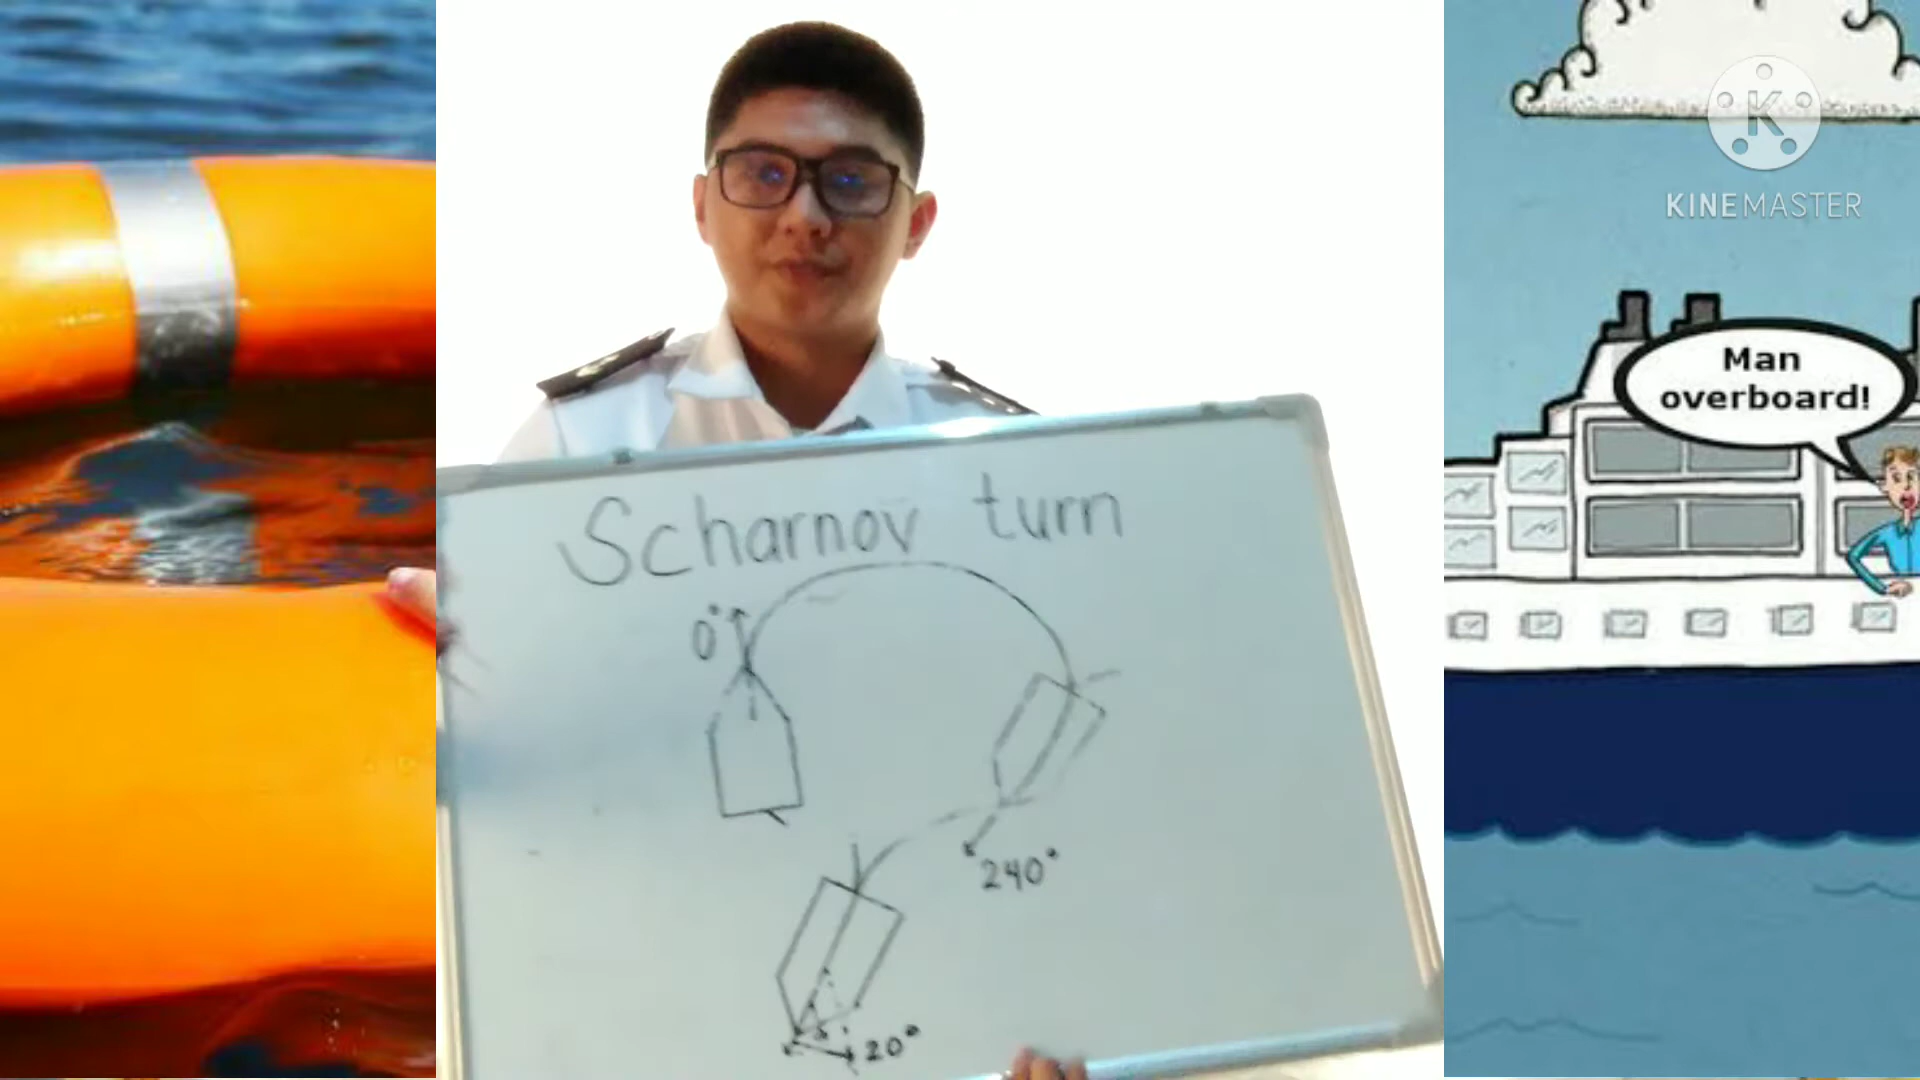 K
KINEMASTER
Man
overboard!
Scharnov turn
0°
240°
20°